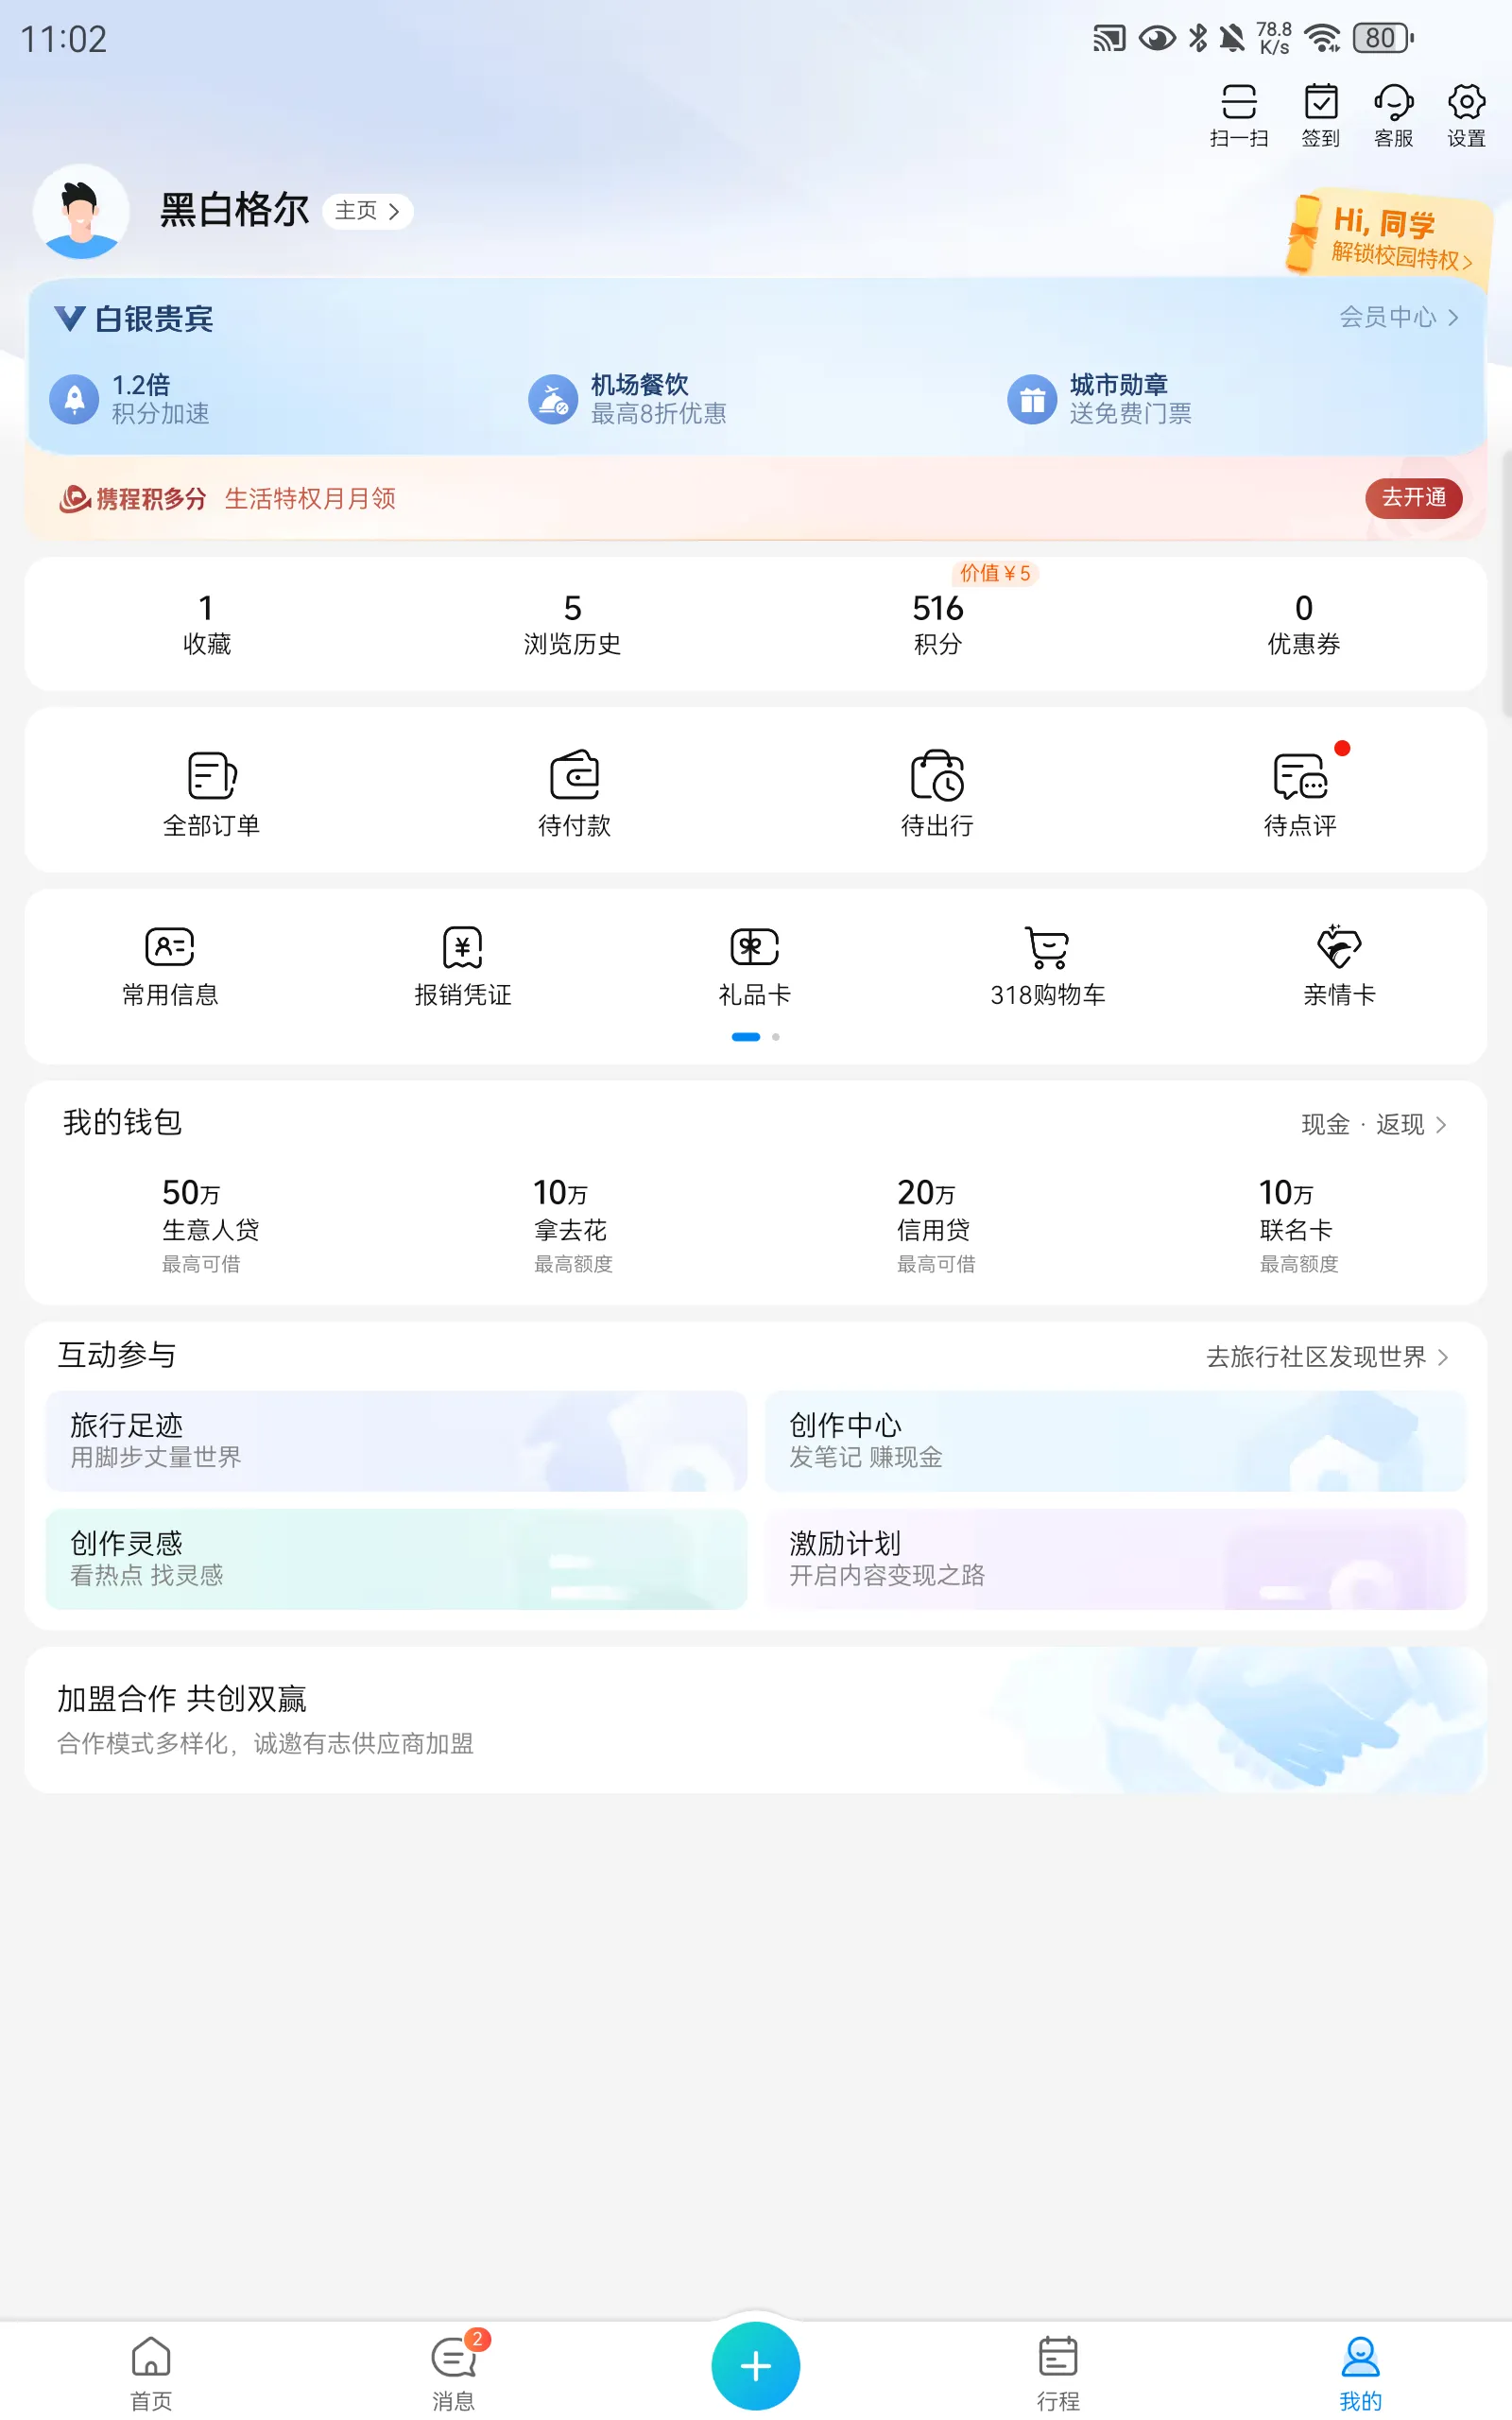 11:02
78.8
K/s
80
扫一扫 签到 客服 设置
黑白格尔 主页
Hi, 同学
解锁校园特权
白银贵宾 会员中心
1.2倍 机场餐饮 城市勋章
积分加速 最高8折优惠 送免费门票
携程积多分 生活特权月月领 去开通
价值￥5
1 5 516 0
收藏 浏览历史 积分 优惠券
全部订单 待付款 待出行 待点评
常用信息 报销凭证 礼品卡 318购物车 亲情卡
我的钱包 现金 · 返现
50万 10万 20万 10万
生意人贷 拿去花 信用贷 联名卡
最高可借 最高额度 最高可借 最高额度
互动参与 去旅行社区发现世界
旅行足迹 创作中心
用脚步丈量世界 发笔记 赚现金
创作灵感 激励计划
看热点 找灵感 开启内容变现之路
加盟合作 共创双赢
合作模式多样化，诚邀有志供应商加盟
2
首页 消息 行程 我的